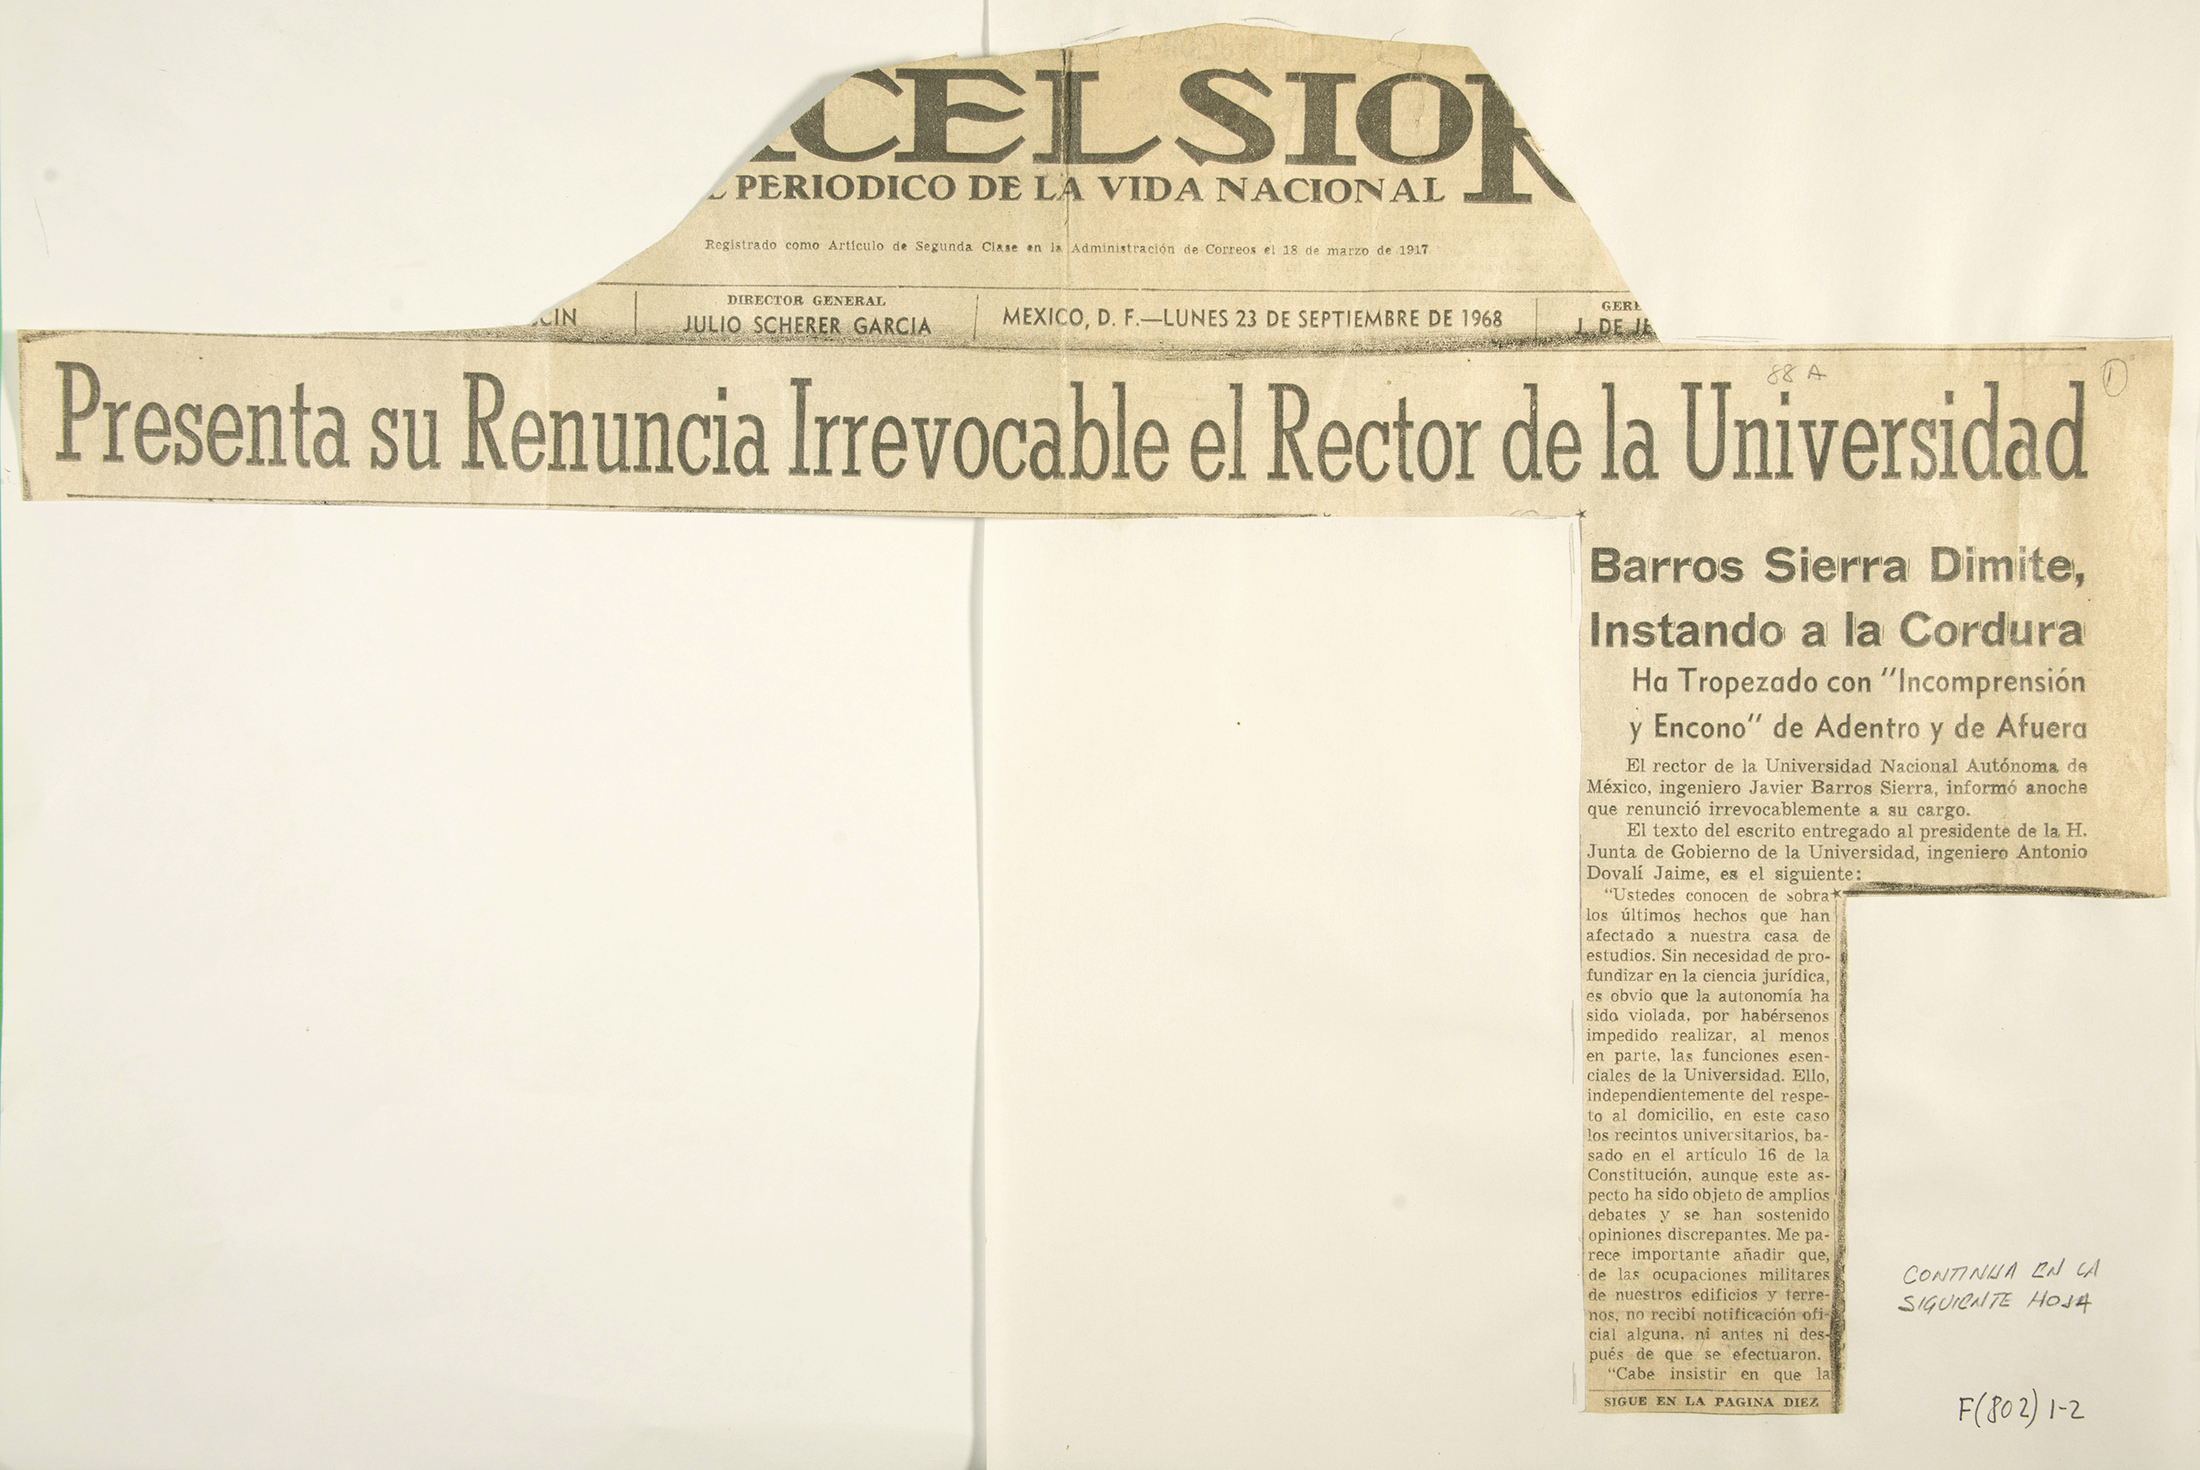 CELSIOR
EL PERIODICO DE LA VIDA NACIONAL
Registrado como Artículo de Segunda Clase en la Administración de Correos el 18 de marzo de 1917
DIRECTOR GENERAL
JULIO SCHERER GARCIA
MEXICO, D. F.—LUNES 23 DE SEPTIEMBRE DE 1968
GERE
J. DE JE
88 A
1
Presenta su Renuncia Irrevocable el Rector de la Universidad
Barros Sierra Dimite,
Instando a la Cordura
Ha Tropezado con "Incomprensión
y Encono" de Adentro y de Afuera
El rector de la Universidad Nacional Autónoma de
México, ingeniero Javier Barros Sierra, informó anoche
que renunció irrevocablemente a su cargo.
El texto del escrito entregado al presidente de la H.
Junta de Gobierno de la Universidad, ingeniero Antonio
Dovalí Jaime, es el siguiente:
"Ustedes conocen de sobra
los últimos hechos que han
afectado a nuestra casa de
estudios. Sin necesidad de pro-
fundizar en la ciencia jurídica,
es obvio que la autonomía ha
sido violada, por habérsenos
impedido realizar, al menos
en parte, las funciones esen-
ciales de la Universidad. Ello,
independientemente del respe-
to al domicilio, en este caso
los recintos universitarios, ba-
sado en el artículo 16 de la
Constitución, aunque este as-
pecto ha sido objeto de amplios
debates y se han sostenido
opiniones discrepantes. Me pa-
rece importante añadir que,
de las ocupaciones militares
de nuestros edificios y terre-
nos, no recibí notificación ofi-
cial alguna, ni antes ni des-
pués de que se efectuaron.
"Cabe insistir en que la
SIGUE EN LA PAGINA DIEZ
CONTINUA EN LA
SIGUIENTE HOJA
F(802) 1-2